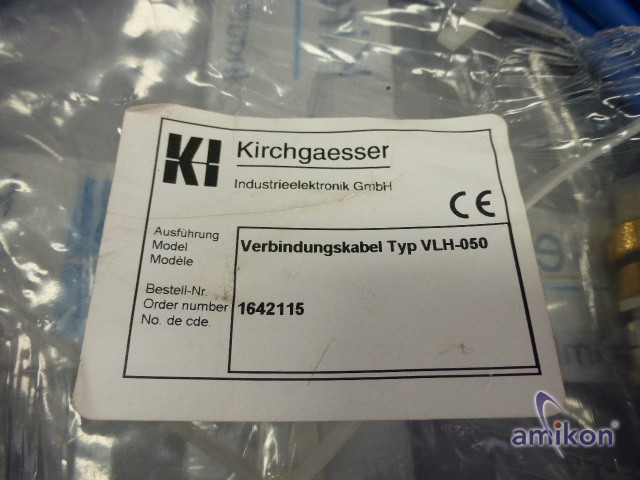 KI Kirchgaesser
Industrieelektronik GmbH
CE
Ausführung
Model
Modèle
Verbindungskabel Typ VLH-050
Bestell-Nr.
Order number
No. de cde.
1642115
amikon